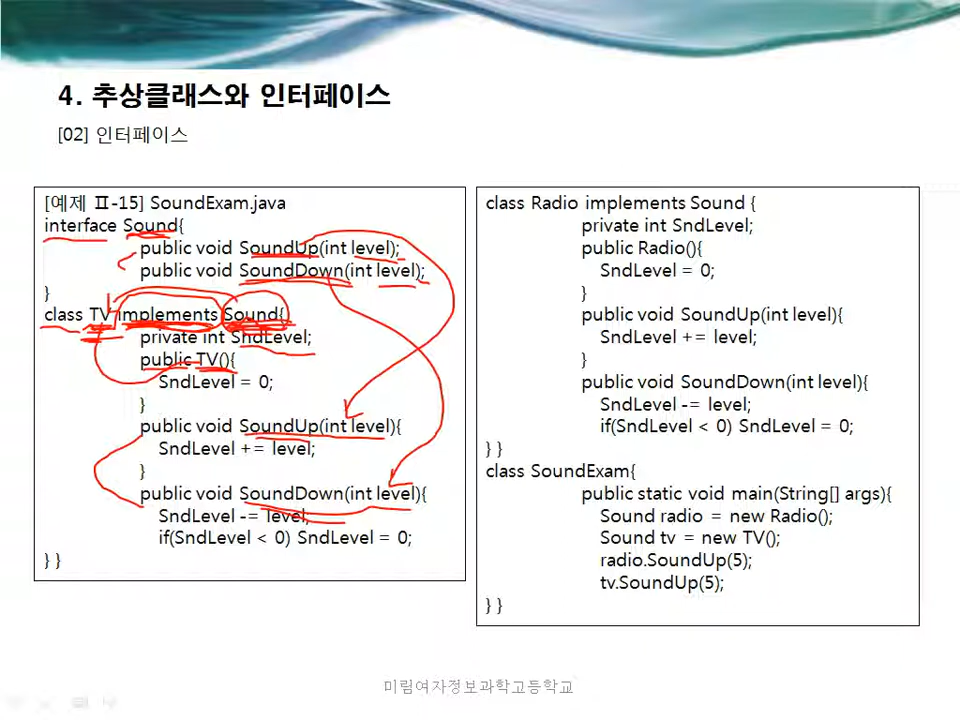 4. 추상클래스와 인터페이스
[02] 인터페이스
[예제 Ⅱ-15] SoundExam.java
interface Sound{
public void SoundUp(int level);
public void SoundDown(int level);
}
class TV implements Sound{
private int SndLevel;
public TV(){
SndLevel = 0;
}
public void SoundUp(int level){
SndLevel += level;
}
public void SoundDown(int level){
SndLevel -= level;
if(SndLevel < 0) SndLevel = 0;
} }
class Radio implements Sound {
private int SndLevel;
public Radio(){
SndLevel = 0;
}
public void SoundUp(int level){
SndLevel += level;
}
public void SoundDown(int level){
SndLevel -= level;
if(SndLevel < 0) SndLevel = 0;
} }
class SoundExam{
public static void main(String[] args){
Sound radio = new Radio();
Sound tv = new TV();
radio.SoundUp(5);
tv.SoundUp(5);
} }
미림여자정보과학고등학교